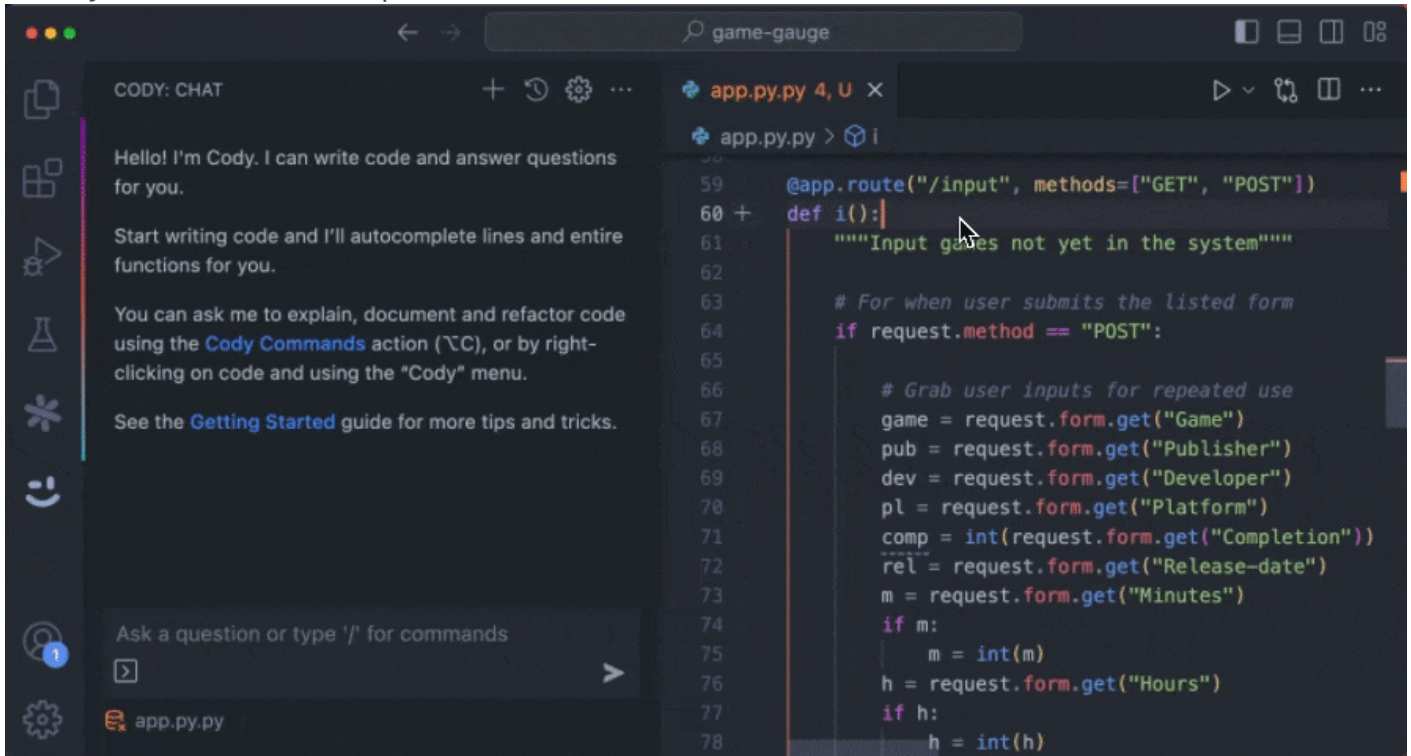 game-gauge
CODY: CHAT
Hello! I'm Cody. I can write code and answer questions
for you.
Start writing code and I'll autocomplete lines and entire
functions for you.
You can ask me to explain, document and refactor code
using the Cody Commands action (⌥C), or by right-
clicking on code and using the "Cody" menu.
See the Getting Started guide for more tips and tricks.
Ask a question or type '/' for commands
app.py.py
1
app.py.py 4, U
app.py.py > i
59 @app.route("/input", methods=["GET", "POST"])
60 def i():
61 """Input games not yet in the system"""
62
63 # For when user submits the listed form
64 if request.method == "POST":
65
66 # Grab user inputs for repeated use
67 game = request.form.get("Game")
68 pub = request.form.get("Publisher")
69 dev = request.form.get("Developer")
70 pl = request.form.get("Platform")
71 comp = int(request.form.get("Completion"))
72 rel = request.form.get("Release-date")
73 m = request.form.get("Minutes")
74 if m:
75 m = int(m)
76 h = request.form.get("Hours")
77 if h:
78 h = int(h)